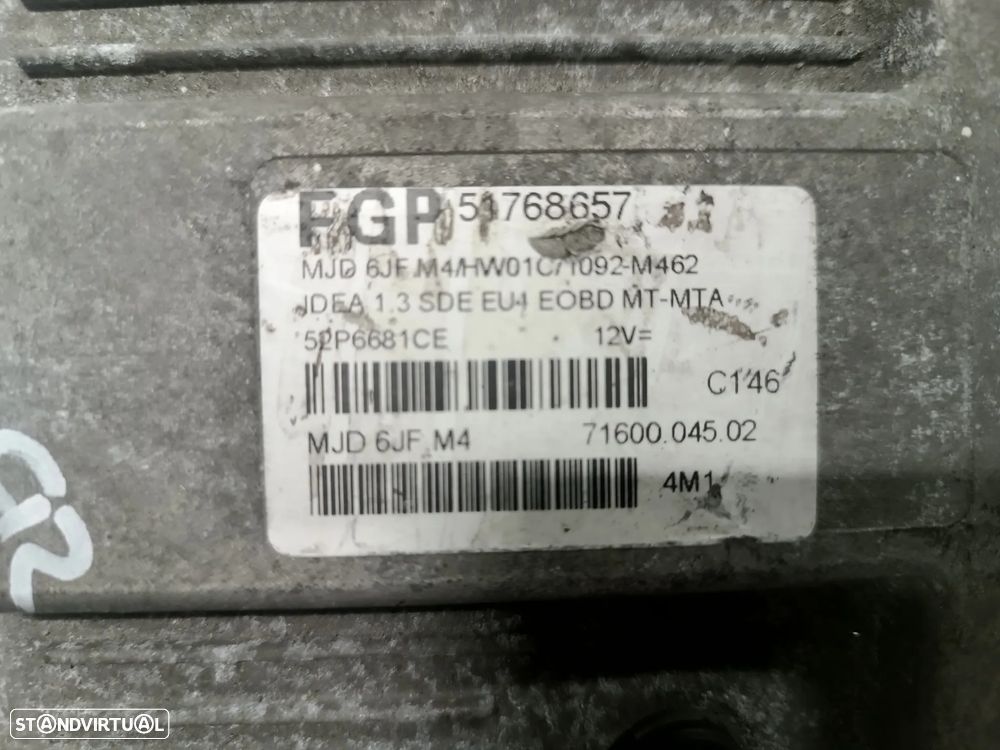 FGP 51768657
MJD 6JF.M4/HW01C/1092-M462
IDEA 1.3 SDE EU4 EOBD MT-MTA
52P6681CE 12V=
C146
MJD 6JF.M4 71600.045.02
4M1
STANDVIRTUAL